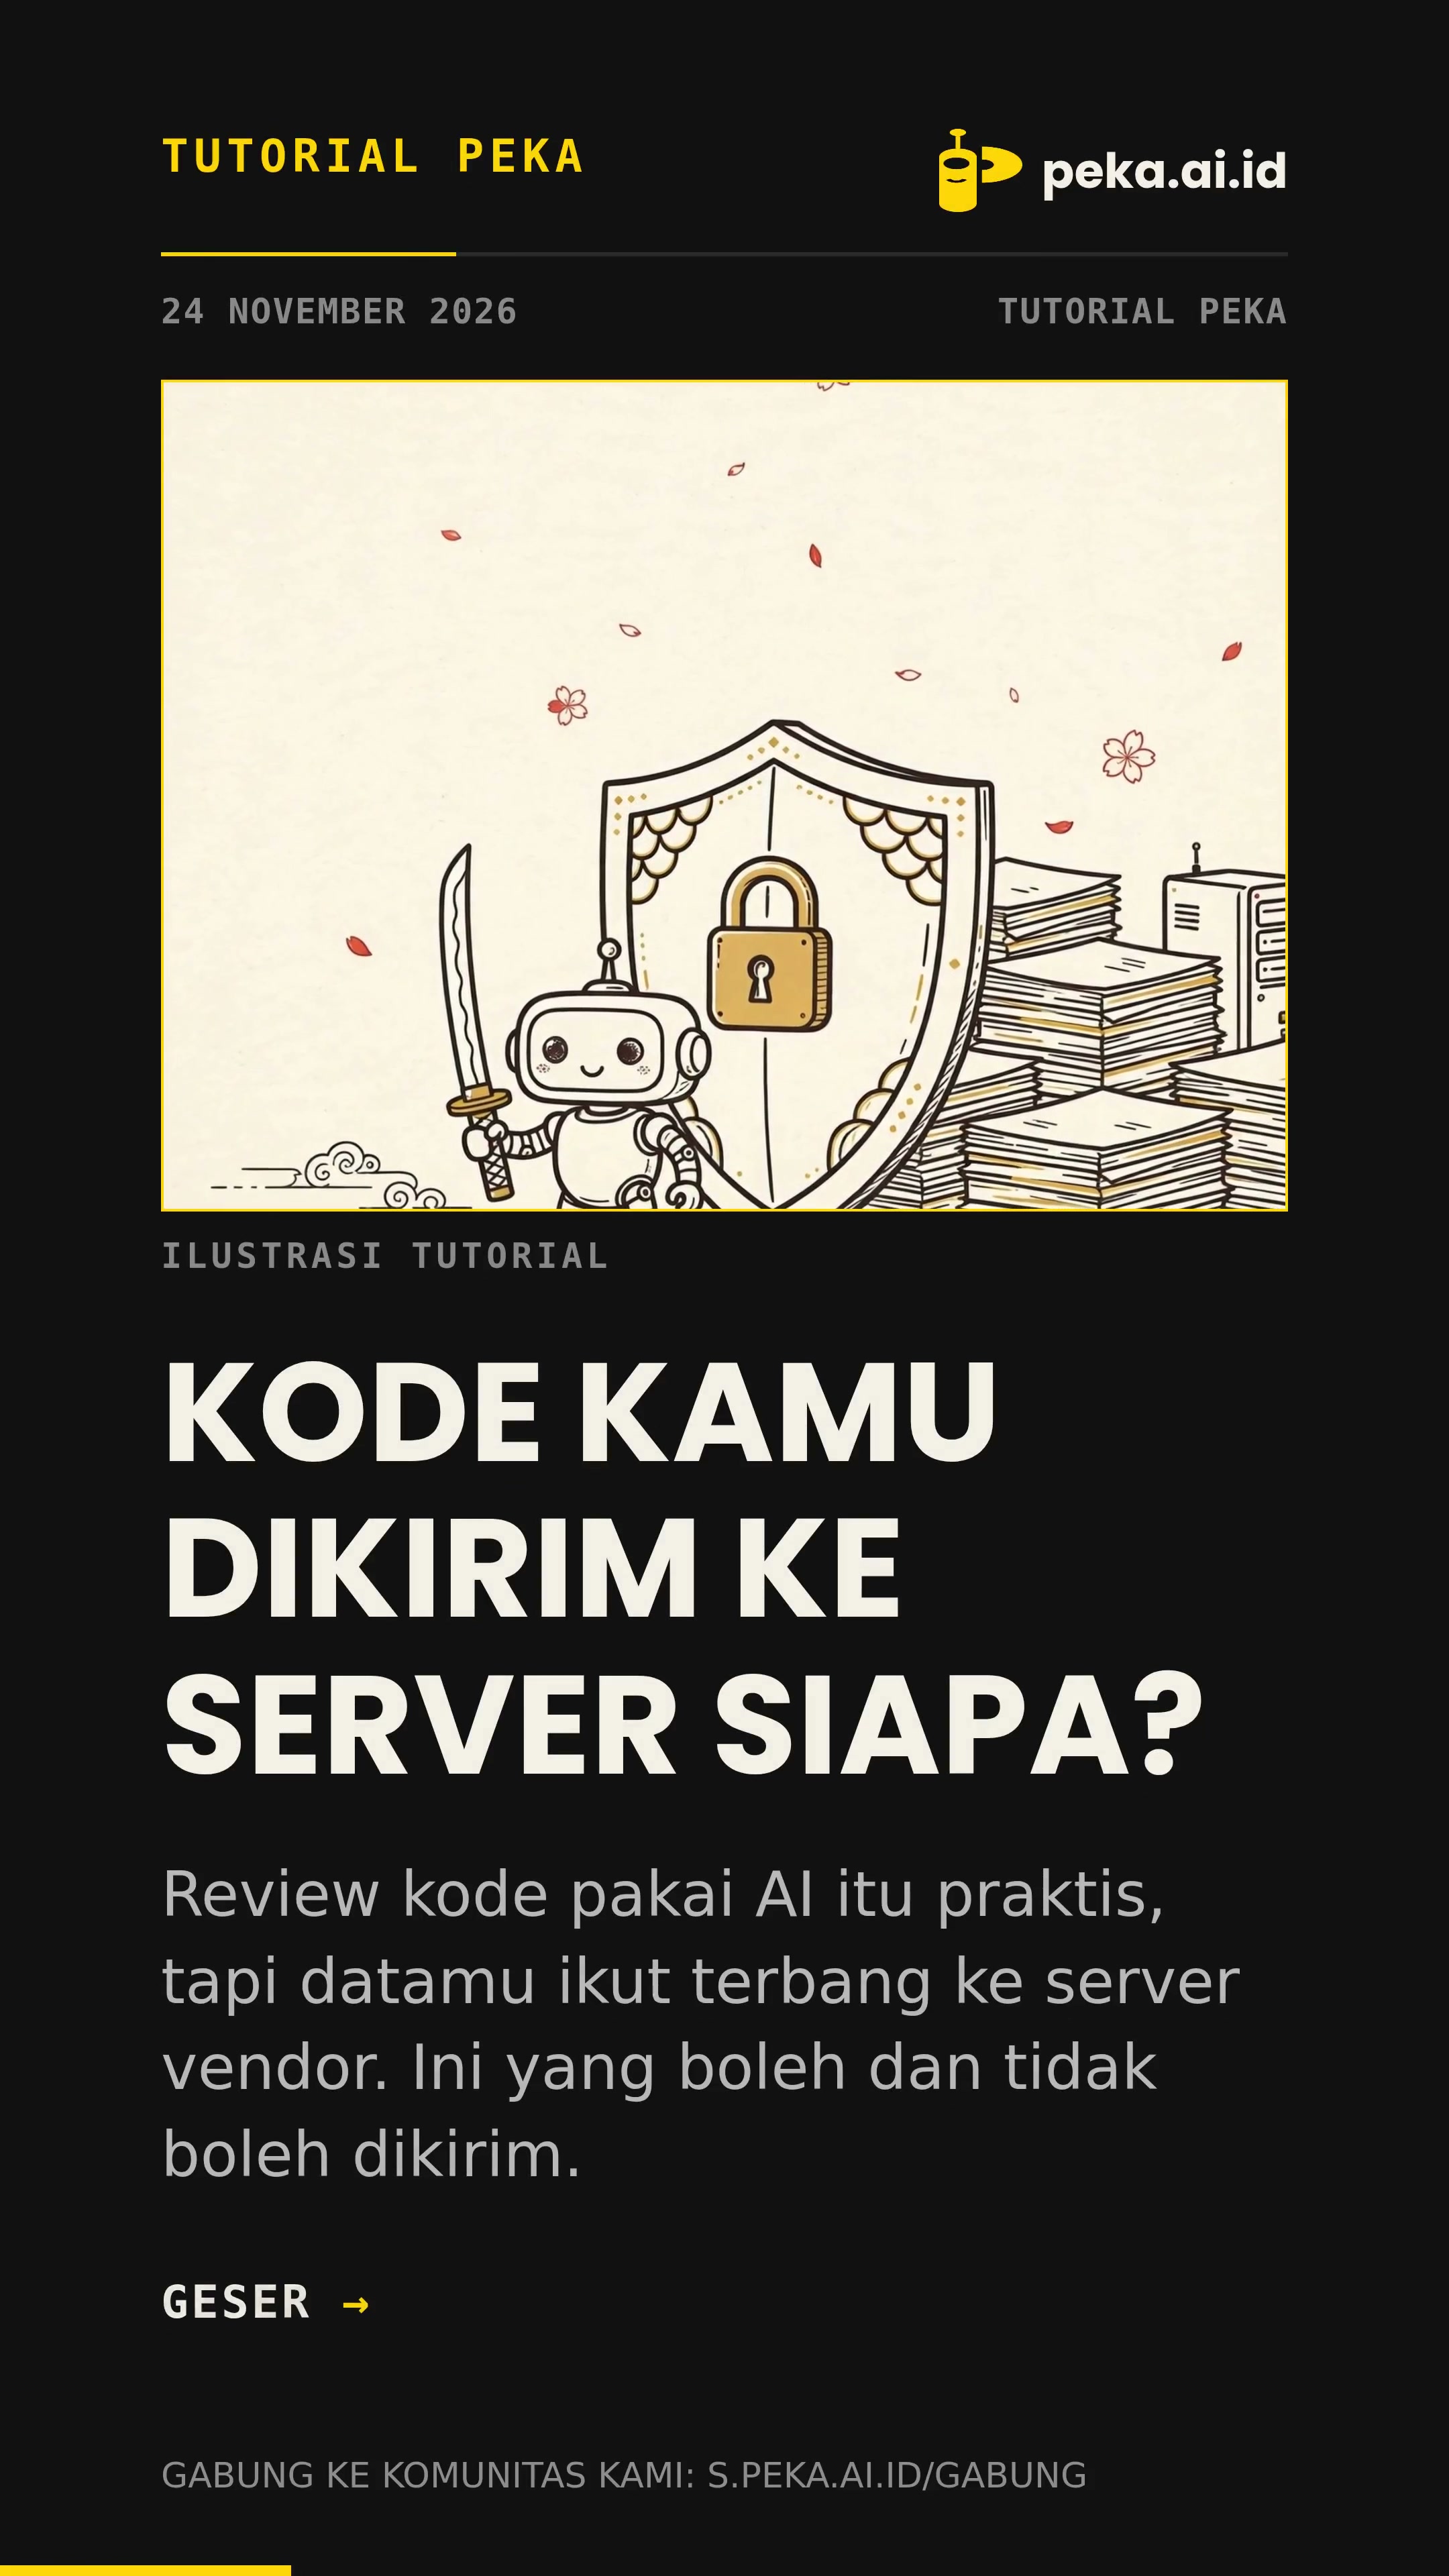 TUTORIAL PEKA
peka.ai.id
24 NOVEMBER 2026
TUTORIAL PEKA
ILUSTRASI TUTORIAL
KODE KAMU
DIKIRIM KE
SERVER SIAPA?
Review kode pakai AI itu praktis,
tapi datamu ikut terbang ke server
vendor. Ini yang boleh dan tidak
boleh dikirim.
GESER →
GABUNG KE KOMUNITAS KAMI: S.PEKA.AI.ID/GABUNG